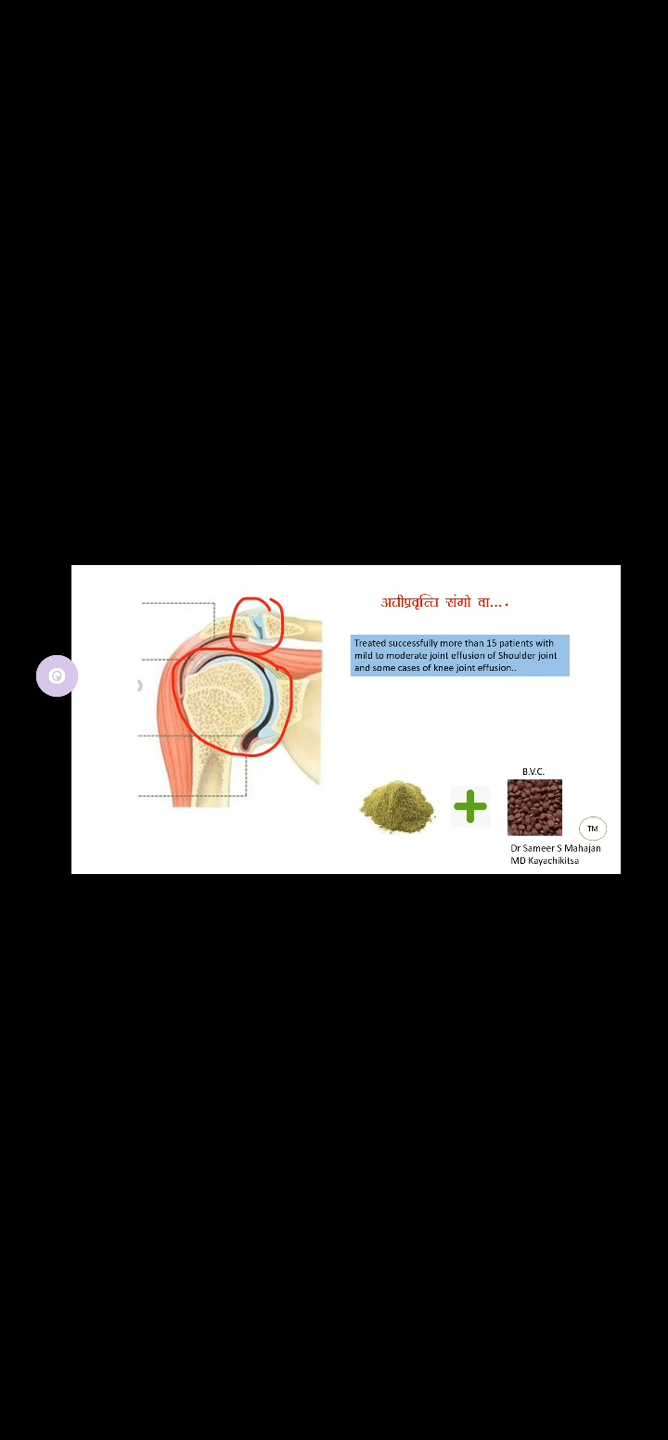 अतीप्रवृत्ति संगो वा... .
Treated successfully more than 15 patients with
mild to moderate joint effusion of Shoulder joint
and some cases of knee joint effusion..
B.V.C.
TM
Dr Sameer S Mahajan
MD Kayachikitsa